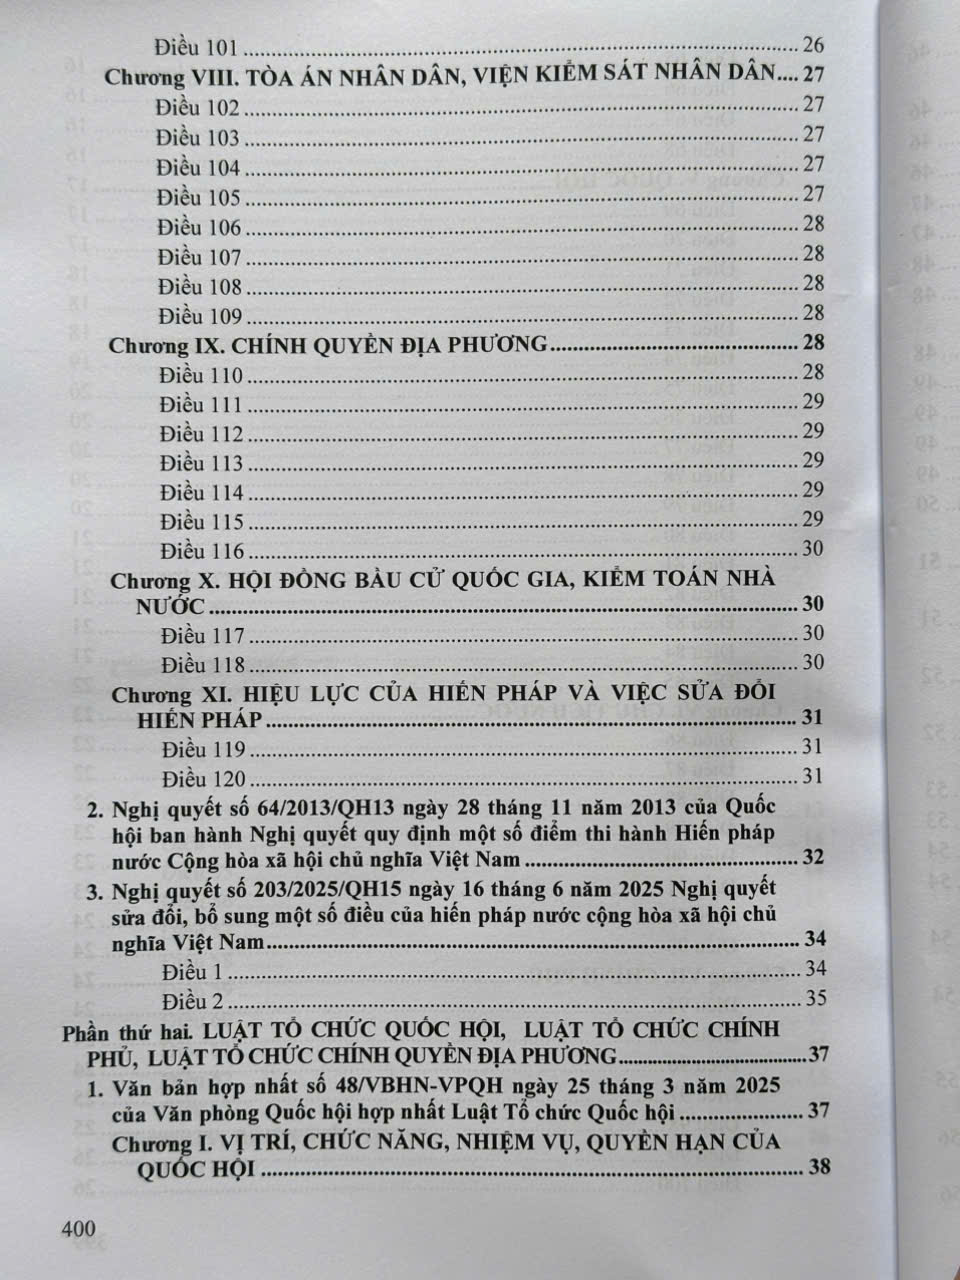 Điều 101 ........ 26
Chương VIII. TÒA ÁN NHÂN DÂN, VIỆN KIỂM SÁT NHÂN DÂN.... 27
Điều 102 ........ 27
Điều 103 ........ 27
Điều 104 ........ 27
Điều 105 ........ 27
Điều 106 ........ 28
Điều 107 ........ 28
Điều 108 ........ 28
Điều 109 ........ 28
Chương IX. CHÍNH QUYỀN ĐỊA PHƯƠNG ........ 28
Điều 110 ........ 28
Điều 111 ........ 29
Điều 112 ........ 29
Điều 113 ........ 29
Điều 114 ........ 29
Điều 115 ........ 29
Điều 116 ........ 30
Chương X. HỘI ĐỒNG BẦU CỬ QUỐC GIA, KIỂM TOÁN NHÀ
NƯỚC ........ 30
Điều 117 ........ 30
Điều 118 ........ 30
Chương XI. HIỆU LỰC CỦA HIẾN PHÁP VÀ VIỆC SỬA ĐỔI
HIẾN PHÁP ........ 31
Điều 119 ........ 31
Điều 120 ........ 31
2. Nghị quyết số 64/2013/QH13 ngày 28 tháng 11 năm 2013 của Quốc
hội ban hành Nghị quyết quy định một số điểm thi hành Hiến pháp
nước Cộng hòa xã hội chủ nghĩa Việt Nam ........ 32
3. Nghị quyết số 203/2025/QH15 ngày 16 tháng 6 năm 2025 Nghị quyết
sửa đổi, bổ sung một số điều của hiến pháp nước cộng hòa xã hội chủ
nghĩa Việt Nam ........ 34
Điều 1 ........ 34
Điều 2 ........ 35
Phần thứ hai. LUẬT TỔ CHỨC QUỐC HỘI, LUẬT TỔ CHỨC CHÍNH
PHỦ, LUẬT TỔ CHỨC CHÍNH QUYỀN ĐỊA PHƯƠNG ........ 37
1. Văn bản hợp nhất số 48/VBHN-VPQH ngày 25 tháng 3 năm 2025
của Văn phòng Quốc hội hợp nhất Luật Tổ chức Quốc hội ........ 37
Chương I. VỊ TRÍ, CHỨC NĂNG, NHIỆM VỤ, QUYỀN HẠN CỦA
QUỐC HỘI ........ 38
400